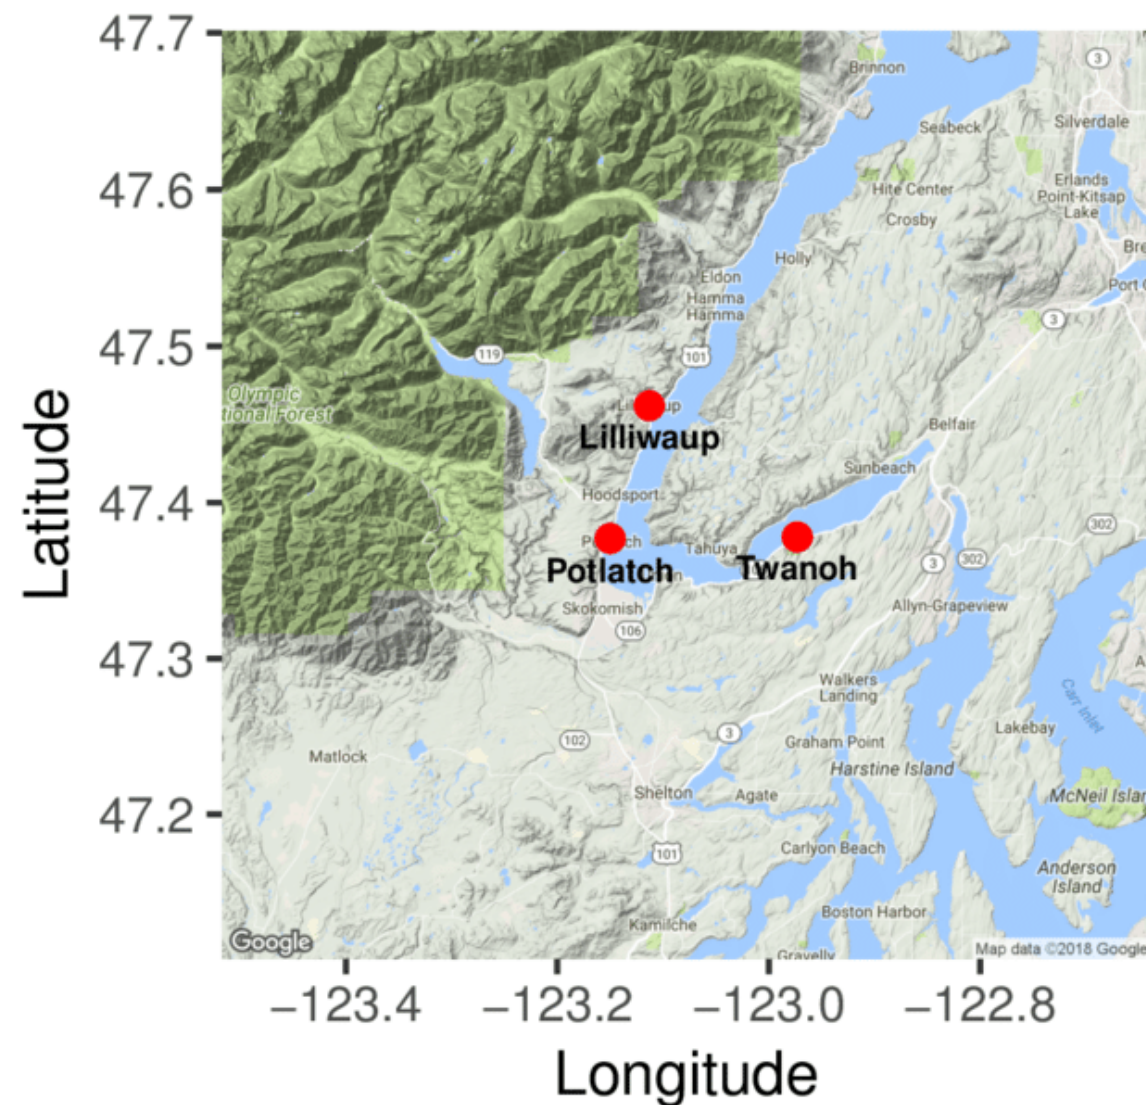 47.7
47.6
47.5
47.4
47.3
47.2
Latitude
Brinnon
3
Silverdale
Seabeck
Erlands
Point-Kitsap
Lake
Hite Center
Crosby
Holly
Eldon
Hamma
Hamma
Port
3
119
101
Olympic
Forest
Lilliwaup
Belfair
Sunbeach
Hoodsport
302
Tahuya
Potlatch
Twanoh
3
302
Skokomish
Allyn-Grapeview
106
Walkers
Landing
Carr Inlet
Lakebay
3
102
Graham Point
Matlock
Harstine Island
Shelton
Agate
McNeil
101
Carlyon Beach
Anderson
Island
Boston Harbor
Kamilche
Gravelly
Google
Map data ©2018 Google
−123.4
−123.2
−123.0
−122.8
Longitude